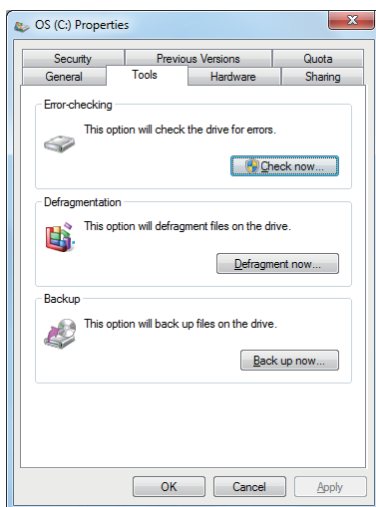 OS (C:) Properties
Security Previous Versions Quota
General Tools Hardware Sharing
Error-checking
This option will check the drive for errors.
Check now...
Defragmentation
This option will defragment files on the drive.
Defragment now...
Backup
This option will back up files on the drive.
Back up now...
OK Cancel Apply